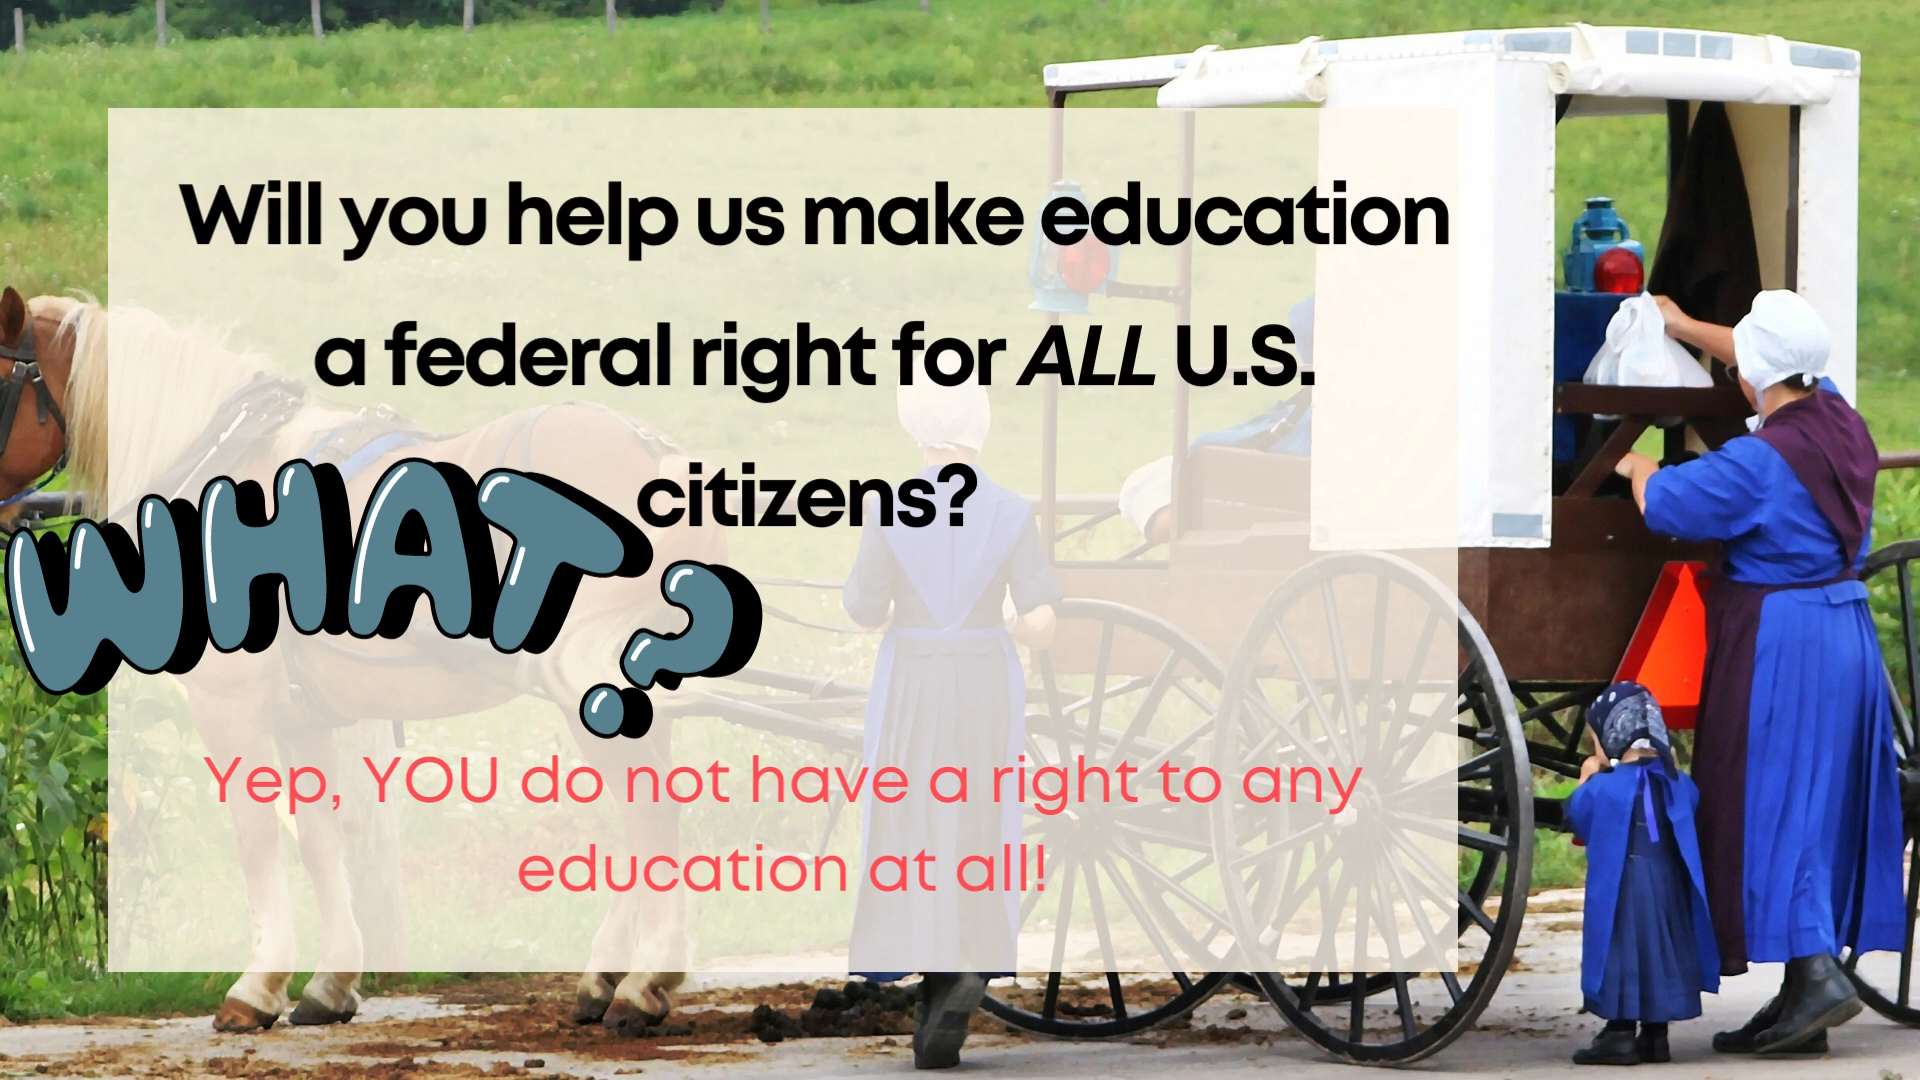 Will you help us make education
a federal right for ALL U.S.
citizens?
WHAT?
Yep, YOU do not have a right to any
education at all!